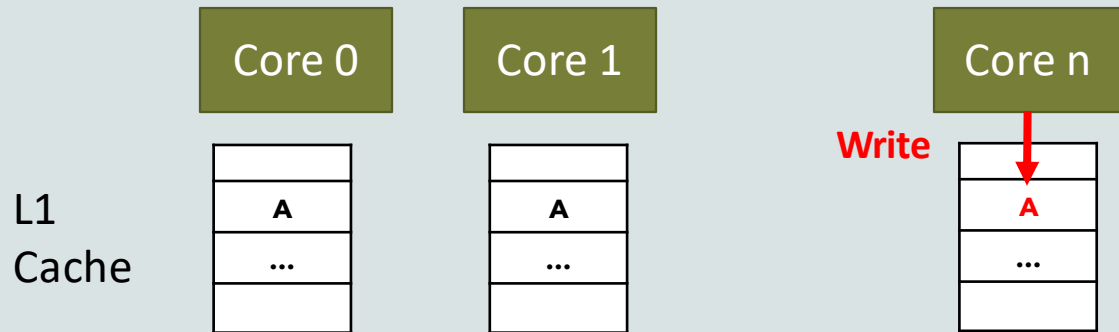 Core 0 Core 1 Core n
Write
L1
Cache
A A A
... ... ...